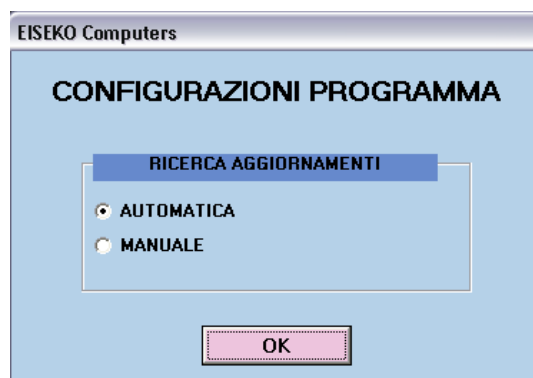 EISEKO Computers
CONFIGURAZIONI PROGRAMMA
RICERCA AGGIORNAMENTI
AUTOMATICA
MANUALE
OK